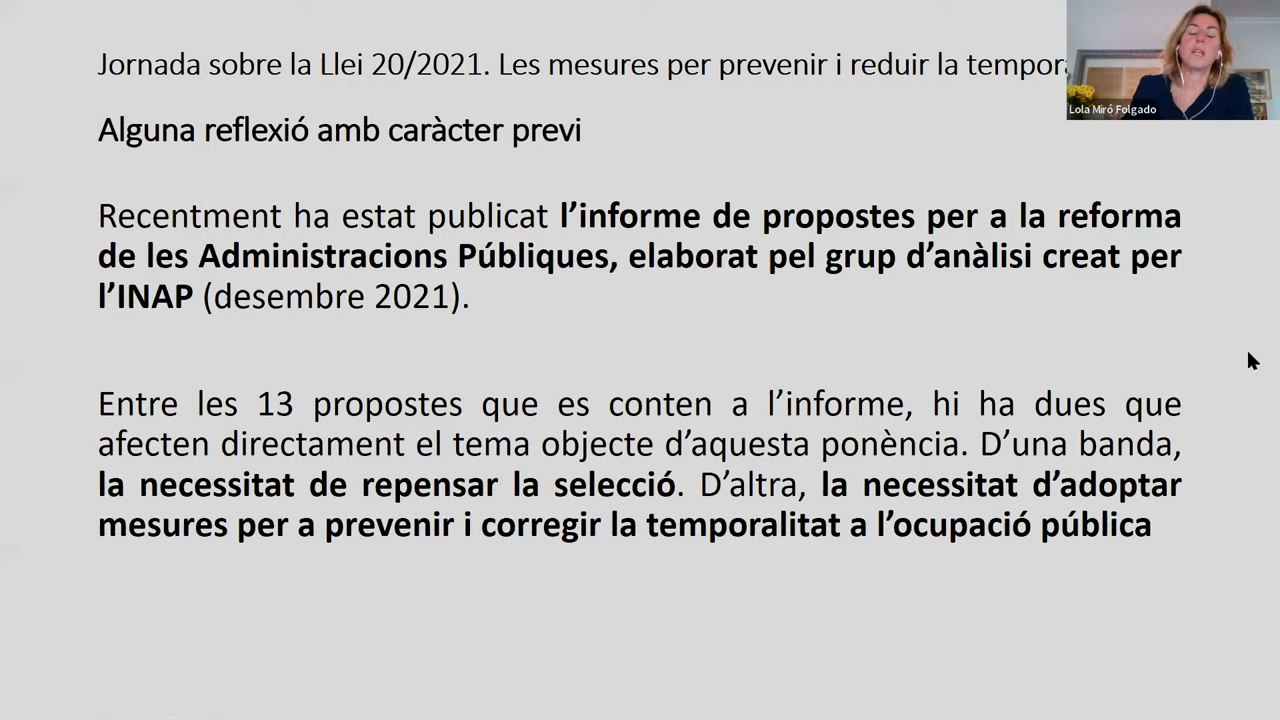 Jornada sobre la Llei 20/2021. Les mesures per prevenir i reduir la
Lola Miró Folgado
Alguna reflexió amb caràcter previ
Recentment ha estat publicat l’informe de propostes per a la reforma
de les Administracions Públiques, elaborat pel grup d’anàlisi creat per
l’INAP (desembre 2021).
Entre les 13 propostes que es conten a l’informe, hi ha dues que
afecten directament el tema objecte d’aquesta ponència. D’una banda,
la necessitat de repensar la selecció. D’altra, la necessitat d’adoptar
mesures per a prevenir i corregir la temporalitat a l’ocupació pública